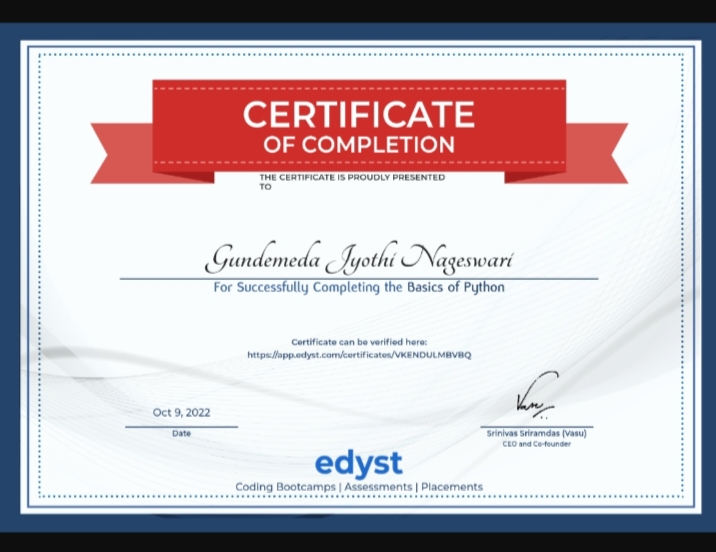 CERTIFICATE
OF COMPLETION
THE CERTIFICATE IS PROUDLY PRESENTED
TO
Gundemeda Jyothi Nageswari
For Successfully Completing the Basics of Python
Certificate can be verified here:
https://app.edyst.com/certificates/VKENDULMBVBQ
Oct 9, 2022
Date
Vasu
Srinivas Sriramdas (Vasu)
CEO and Co-founder
edyst
Coding Bootcamps | Assessments | Placements